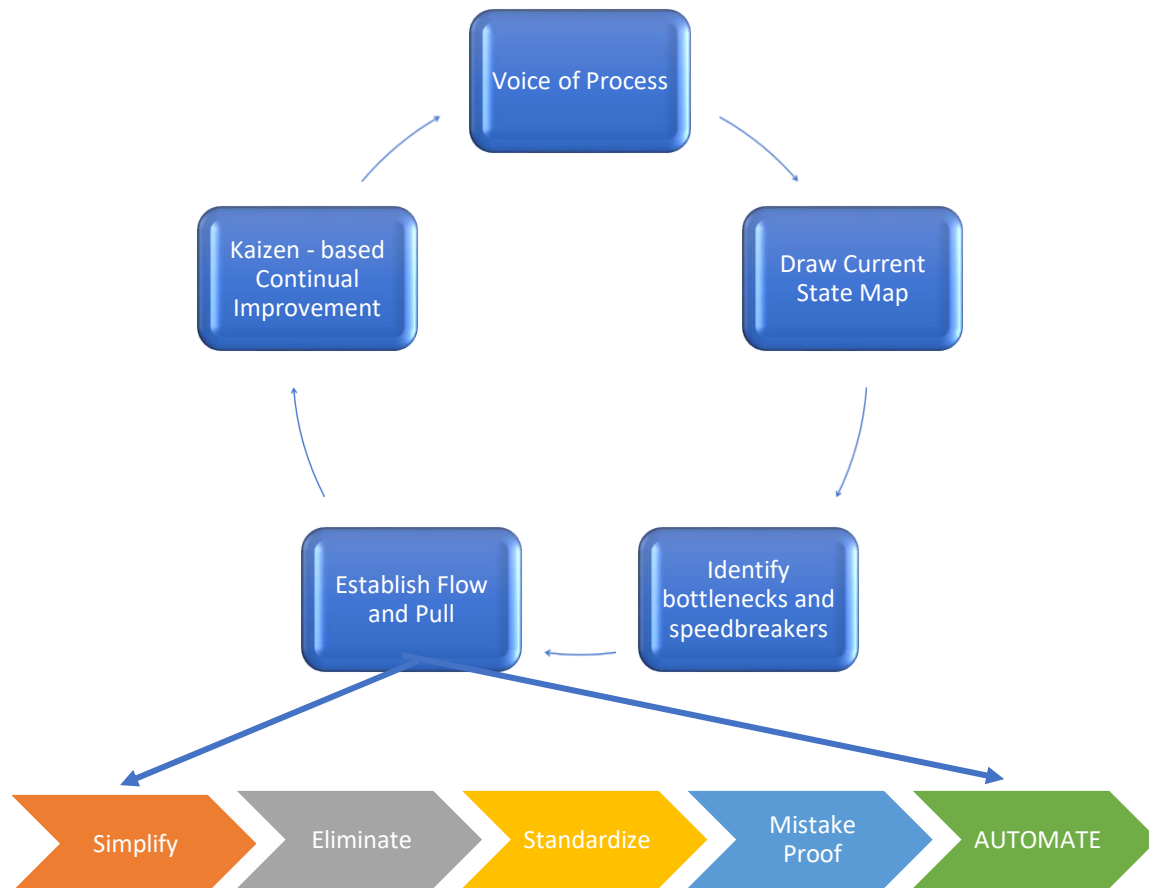 Voice of Process
Draw Current
State Map
Identify
bottlenecks and
speedbreakers
Establish Flow
and Pull
Kaizen - based
Continual
Improvement
Simplify
Eliminate
Standardize
Mistake
Proof
AUTOMATE